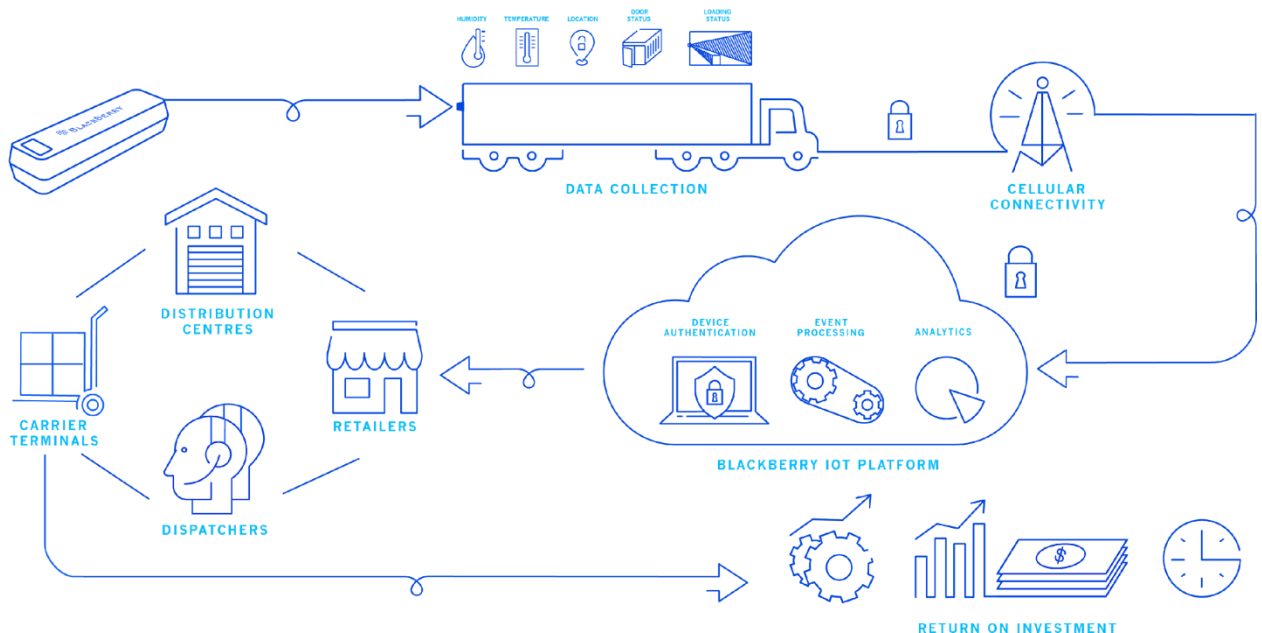 HUMIDITY
TEMPERATURE
LOCATION
DOOR
STATUS
LOADING
STATUS
BLACKBERRY
DATA COLLECTION
CELLULAR
CONNECTIVITY
DISTRIBUTION
CENTRES
DEVICE
AUTHENTICATION
EVENT
PROCESSING
ANALYTICS
CARRIER
TERMINALS
RETAILERS
BLACKBERRY IOT PLATFORM
DISPATCHERS
$
RETURN ON INVESTMENT